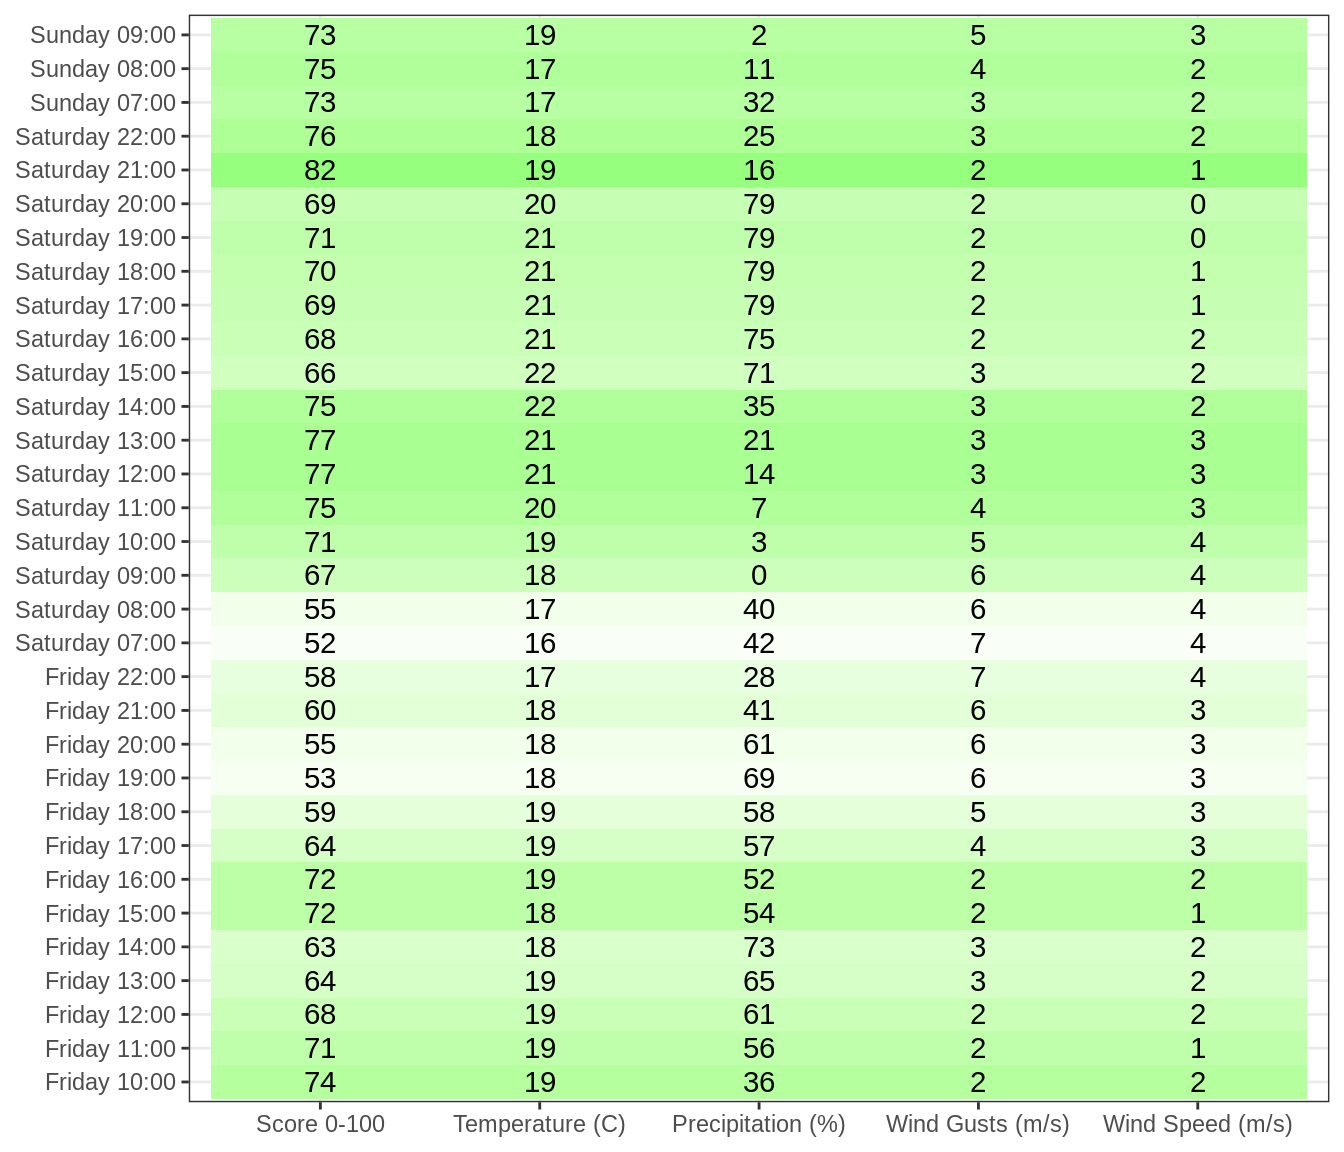 Sunday 09:00 73 19 2 5 3
Sunday 08:00 75 17 11 4 2
Sunday 07:00 73 17 32 3 2
Saturday 22:00 76 18 25 3 2
Saturday 21:00 82 19 16 2 1
Saturday 20:00 69 20 79 2 0
Saturday 19:00 71 21 79 2 0
Saturday 18:00 70 21 79 2 1
Saturday 17:00 69 21 79 2 1
Saturday 16:00 68 21 75 2 2
Saturday 15:00 66 22 71 3 2
Saturday 14:00 75 22 35 3 2
Saturday 13:00 77 21 21 3 3
Saturday 12:00 77 21 14 3 3
Saturday 11:00 75 20 7 4 3
Saturday 10:00 71 19 3 5 4
Saturday 09:00 67 18 0 6 4
Saturday 08:00 55 17 40 6 4
Saturday 07:00 52 16 42 7 4
Friday 22:00 58 17 28 7 4
Friday 21:00 60 18 41 6 3
Friday 20:00 55 18 61 6 3
Friday 19:00 53 18 69 6 3
Friday 18:00 59 19 58 5 3
Friday 17:00 64 19 57 4 3
Friday 16:00 72 19 52 2 2
Friday 15:00 72 18 54 2 1
Friday 14:00 63 18 73 3 2
Friday 13:00 64 19 65 3 2
Friday 12:00 68 19 61 2 2
Friday 11:00 71 19 56 2 1
Friday 10:00 74 19 36 2 2
Score 0-100 Temperature (C) Precipitation (%) Wind Gusts (m/s) Wind Speed (m/s)